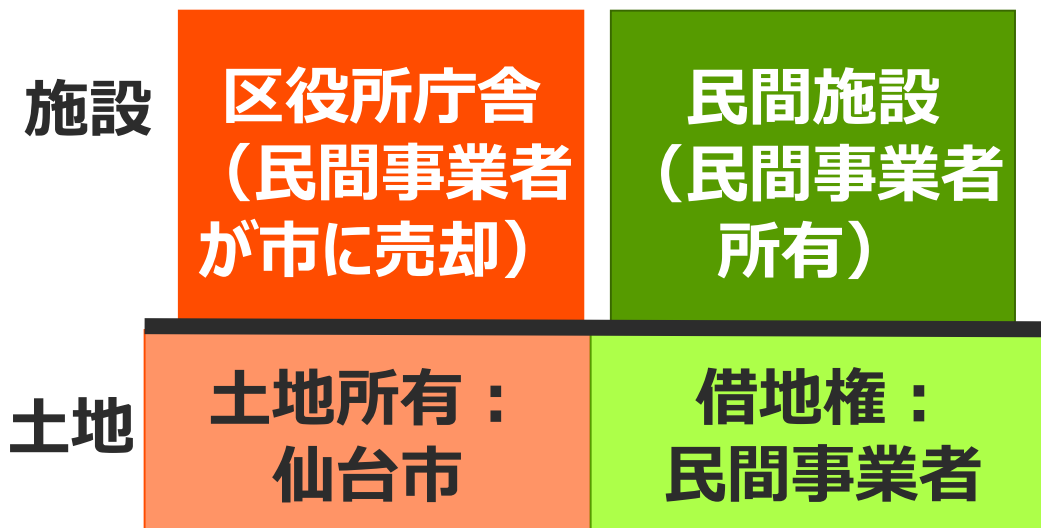 施設
区役所庁舎
（民間事業者
が市に売却）
民間施設
（民間事業者
所有）
土地
土地所有：
仙台市
借地権：
民間事業者